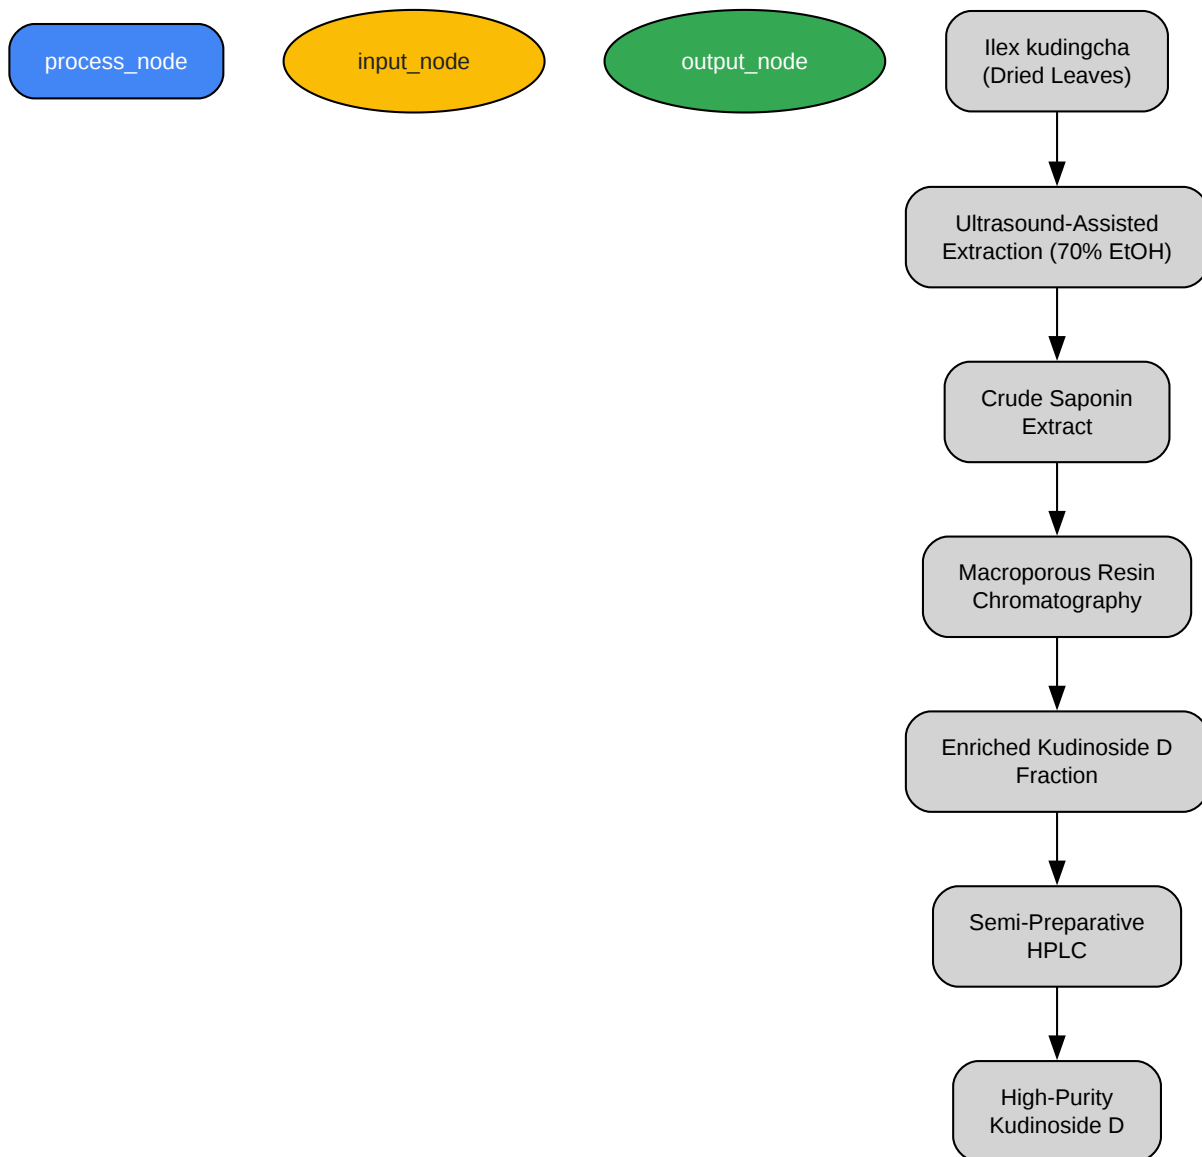 process_node
input_node
output_node
Ilex kudingcha
(Dried Leaves)
Ultrasound-Assisted
Extraction (70% EtOH)
Crude Saponin
Extract
Macroporous Resin
Chromatography
Enriched Kudinoside D
Fraction
Semi-Preparative
HPLC
High-Purity
Kudinoside D